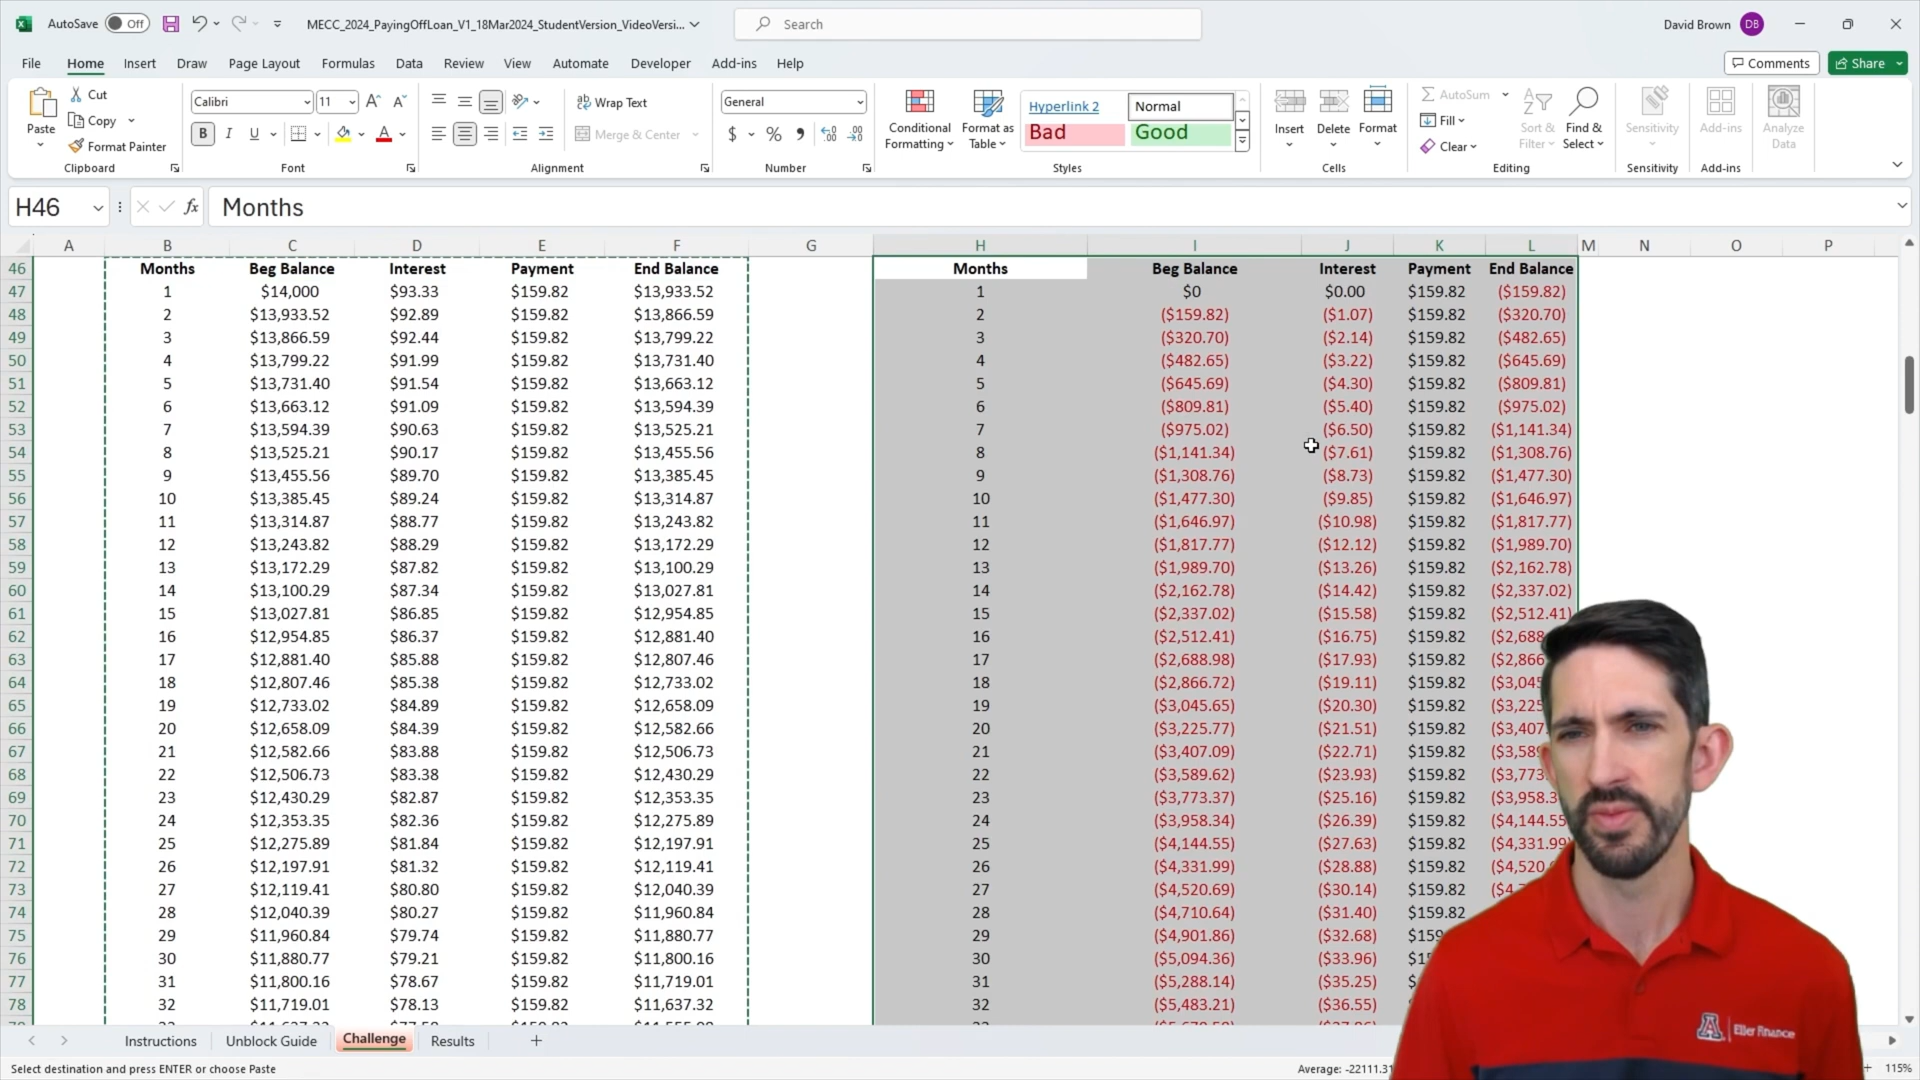 AutoSave Off MECC_2024_PayingOffLoan_V1_18Mar2024_StudentVersion_VideoVersi... Search David Brown DB
File Home Insert Draw Page Layout Formulas Data Review View Automate Developer Add-ins Help Comments Share
Paste Cut Copy Format Painter Clipboard
Calibri 11 B I U A Font
Wrap Text Merge & Center Alignment
General $ % Number
Conditional Formatting Format as Table Hyperlink 2 Normal Bad Good Styles
Insert Delete Format Cells
AutoSum Fill Clear Sort & Filter Find & Select Editing
Sensitivity Sensitivity
Add-ins Add-ins
Analyze Data
H46 fx Months
A B C D E F G H I J K L M N O P
46 Months Beg Balance Interest Payment End Balance Months Beg Balance Interest Payment End Balance
47 1 $14,000 $93.33 $159.82 $13,933.52 1 $0 $0.00 $159.82 ($159.82)
48 2 $13,933.52 $92.89 $159.82 $13,866.59 2 ($159.82) ($1.07) $159.82 ($320.70)
49 3 $13,866.59 $92.44 $159.82 $13,799.22 3 ($320.70) ($2.14) $159.82 ($482.65)
50 4 $13,799.22 $91.99 $159.82 $13,731.40 4 ($482.65) ($3.22) $159.82 ($645.69)
51 5 $13,731.40 $91.54 $159.82 $13,663.12 5 ($645.69) ($4.30) $159.82 ($809.81)
52 6 $13,663.12 $91.09 $159.82 $13,594.39 6 ($809.81) ($5.40) $159.82 ($975.02)
53 7 $13,594.39 $90.63 $159.82 $13,525.21 7 ($975.02) ($6.50) $159.82 ($1,141.34)
54 8 $13,525.21 $90.17 $159.82 $13,455.56 8 ($1,141.34) ($7.61) $159.82 ($1,308.76)
55 9 $13,455.56 $89.70 $159.82 $13,385.45 9 ($1,308.76) ($8.73) $159.82 ($1,477.30)
56 10 $13,385.45 $89.24 $159.82 $13,314.87 10 ($1,477.30) ($9.85) $159.82 ($1,646.97)
57 11 $13,314.87 $88.77 $159.82 $13,243.82 11 ($1,646.97) ($10.98) $159.82 ($1,817.77)
58 12 $13,243.82 $88.29 $159.82 $13,172.29 12 ($1,817.77) ($12.12) $159.82 ($1,989.70)
59 13 $13,172.29 $87.82 $159.82 $13,100.29 13 ($1,989.70) ($13.26) $159.82 ($2,162.78)
60 14 $13,100.29 $87.34 $159.82 $13,027.81 14 ($2,162.78) ($14.42) $159.82 ($2,337.02)
61 15 $13,027.81 $86.85 $159.82 $12,954.85 15 ($2,337.02) ($15.58) $159.82 ($2,512.41)
62 16 $12,954.85 $86.37 $159.82 $12,881.40 16 ($2,512.41) ($16.75) $159.82 ($2,688
63 17 $12,881.40 $85.88 $159.82 $12,807.46 17 ($2,688.98) ($17.93) $159.82 ($2,866
64 18 $12,807.46 $85.38 $159.82 $12,733.02 18 ($2,866.72) ($19.11) $159.82 ($3,045
65 19 $12,733.02 $84.89 $159.82 $12,658.09 19 ($3,045.65) ($20.30) $159.82 ($3,225
66 20 $12,658.09 $84.39 $159.82 $12,582.66 20 ($3,225.77) ($21.51) $159.82 ($3,407
67 21 $12,582.66 $83.88 $159.82 $12,506.73 21 ($3,407.09) ($22.71) $159.82 ($3,589
68 22 $12,506.73 $83.38 $159.82 $12,430.29 22 ($3,589.62) ($23.93) $159.82 ($3,773
69 23 $12,430.29 $82.87 $159.82 $12,353.35 23 ($3,773.37) ($25.16) $159.82 ($3,958.3
70 24 $12,353.35 $82.36 $159.82 $12,275.89 24 ($3,958.34) ($26.39) $159.82 ($4,144.55
71 25 $12,275.89 $81.84 $159.82 $12,197.91 25 ($4,144.55) ($27.63) $159.82 ($4,331.99
72 26 $12,197.91 $81.32 $159.82 $12,119.41 26 ($4,331.99) ($28.88) $159.82 ($4,520
73 27 $12,119.41 $80.80 $159.82 $12,040.39 27 ($4,520.69) ($30.14) $159.82
74 28 $12,040.39 $80.27 $159.82 $11,960.84 28 ($4,710.64) ($31.40) $159.82
75 29 $11,960.84 $79.74 $159.82 $11,880.77 29 ($4,901.86) ($32.68)
76 30 $11,880.77 $79.21 $159.82 $11,800.16 30 ($5,094.36) ($33.96)
77 31 $11,800.16 $78.67 $159.82 $11,719.01 31 ($5,288.14) ($35.25)
78 32 $11,719.01 $78.13 $159.82 $11,637.32 32 ($5,483.21) ($36.55)
A Eller Finance
Instructions Unblock Guide Challenge Results
Select destination and press ENTER or choose Paste Average: -22111.31 115%